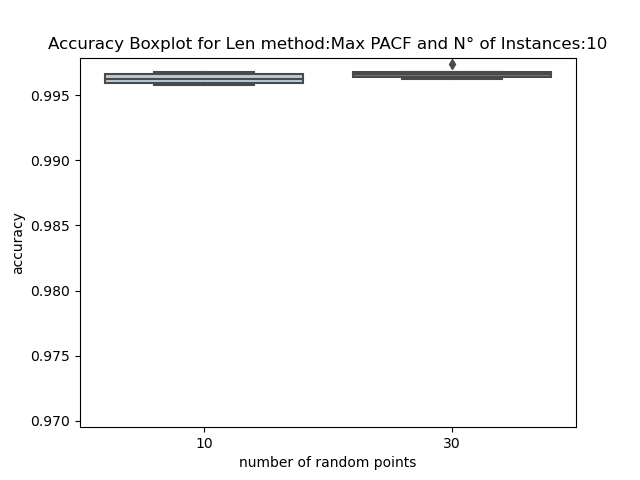 Accuracy Boxplot for Len method:Max PACF and N° of Instances:10
0.995
0.990
0.985
0.980
0.975
0.970
accuracy
10 30
number of random points